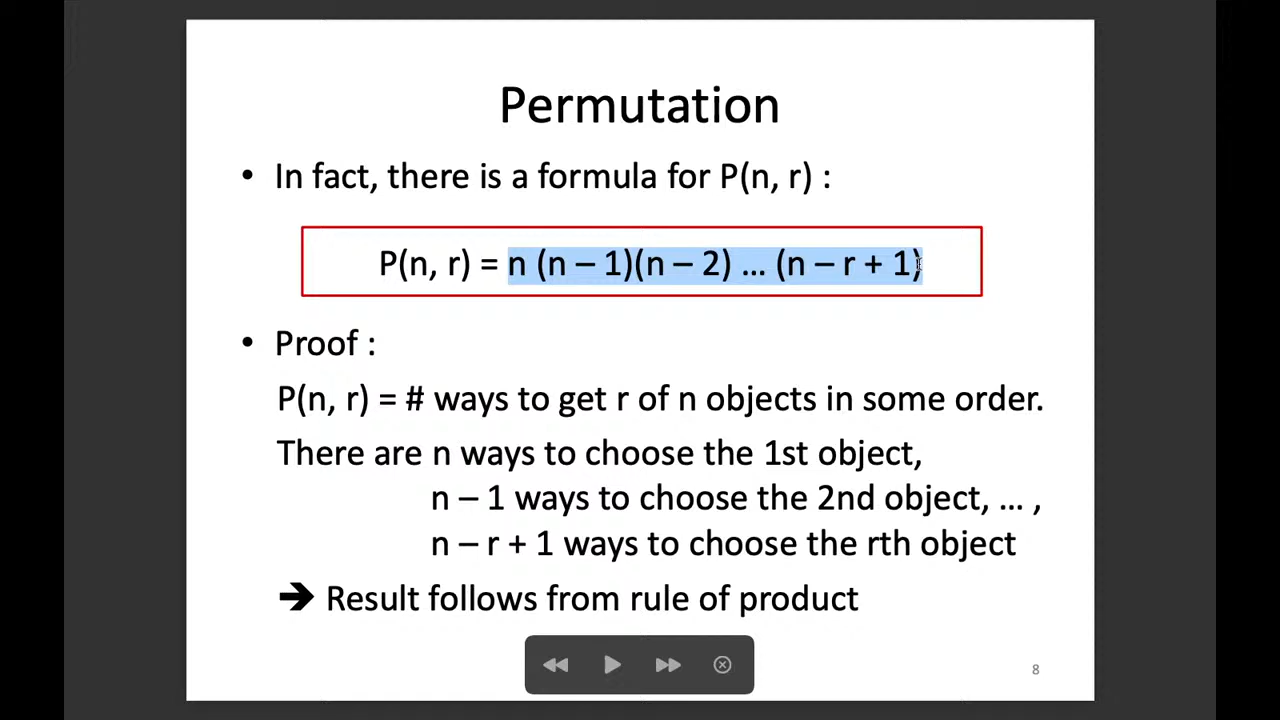 Permutation
• In fact, there is a formula for P(n, r) :
P(n, r) = n (n – 1)(n – 2) … (n – r + 1)
• Proof :
P(n, r) = # ways to get r of n objects in some order.
There are n ways to choose the 1st object,
n – 1 ways to choose the 2nd object, … ,
n – r + 1 ways to choose the rth object
➔ Result follows from rule of product
8